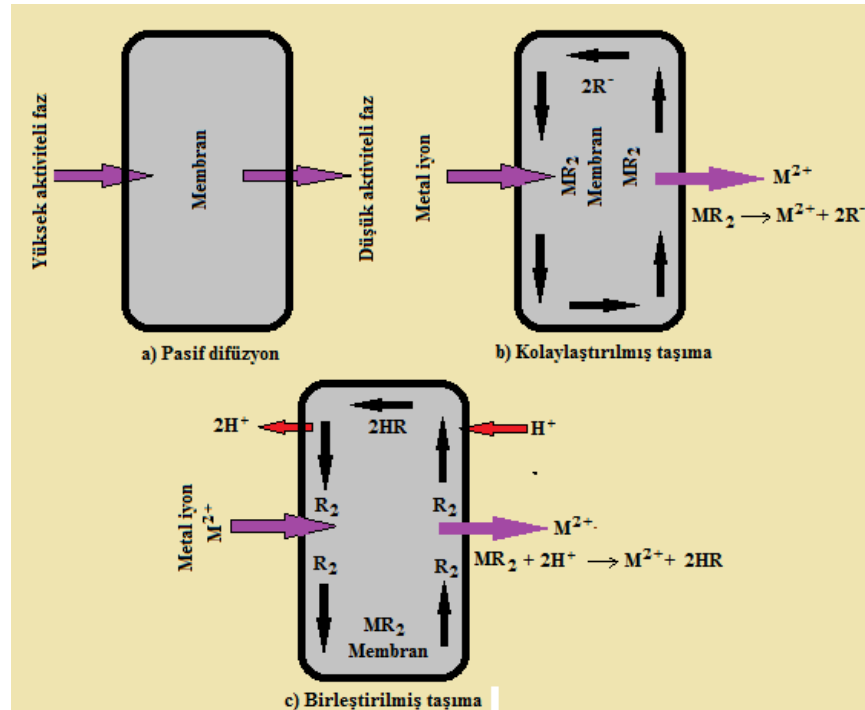 Yüksek aktiviteli faz
Membran
Düşük aktiviteli faz
a) Pasif difüzyon
2R⁻
Metal iyon
MR₂
Membran
MR₂
M²⁺
MR₂ → M²⁺ + 2R⁻
b) Kolaylaştırılmış taşıma
2H⁺
2HR
H⁺
Metal iyon
M²⁺
R₂
R₂
M²⁺.
R₂
R₂
MR₂ + 2H⁺ → M²⁺ + 2HR
MR₂
Membran
c) Birleştirilmiş taşıma